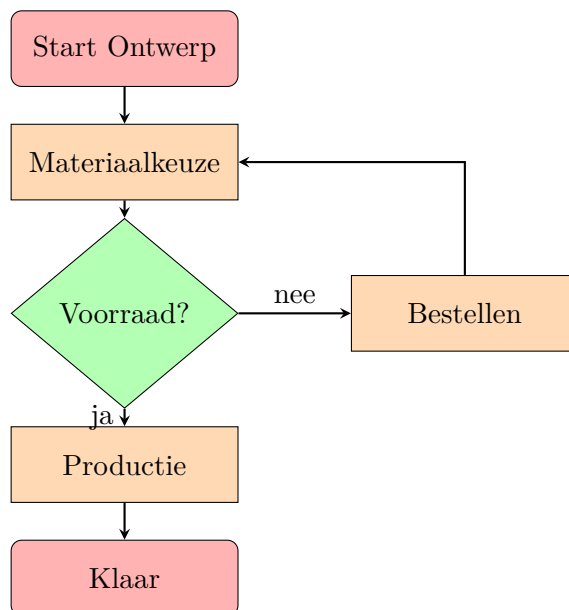 Start Ontwerp
Materiaalkeuze
Voorraad?
nee
Bestellen
ja
Productie
Klaar